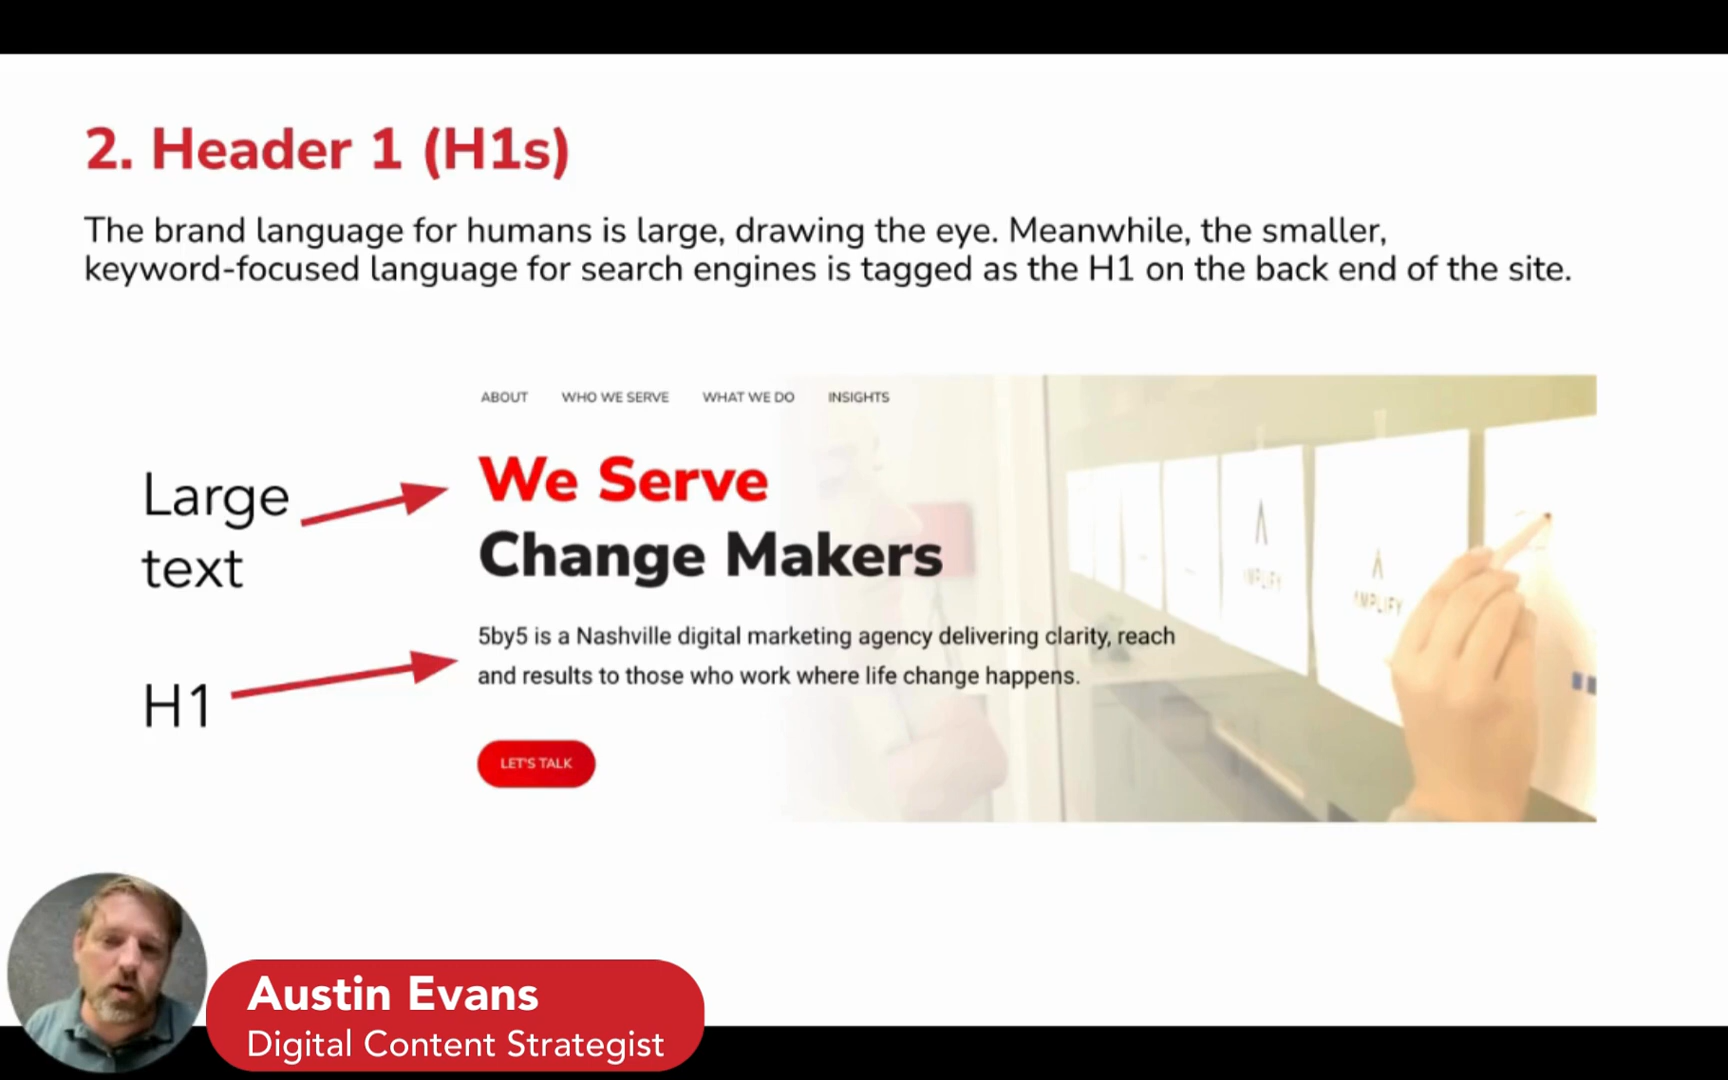 2. Header 1 (H1s)
The brand language for humans is large, drawing the eye. Meanwhile, the smaller,
keyword-focused language for search engines is tagged as the H1 on the back end of the site.
ABOUT WHO WE SERVE WHAT WE DO INSIGHTS
Large
text
We Serve
Change Makers
AMPLIFY
AMPLIFY
H1
5by5 is a Nashville digital marketing agency delivering clarity, reach
and results to those who work where life change happens.
LET'S TALK
Austin Evans
Digital Content Strategist